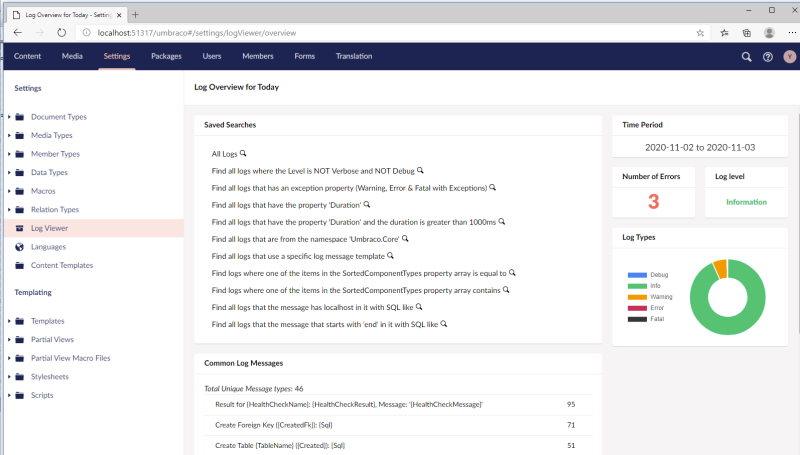 Log Overview for Today - Setting
localhost:51317/umbraco#/settings/logViewer/overview
Content Media Settings Packages Users Members Forms Translation
Y
Settings
Document Types
Media Types
Member Types
Data Types
Macros
Relation Types
Log Viewer
Languages
Content Templates
Templating
Templates
Partial Views
Partial View Macro Files
Stylesheets
Scripts
Log Overview for Today
Saved Searches
All Logs
Find all logs where the Level is NOT Verbose and NOT Debug
Find all logs that has an exception property (Warning, Error & Fatal with Exceptions)
Find all logs that have the property 'Duration'
Find all logs that have the property 'Duration' and the duration is greater than 1000ms
Find all logs that are from the namespace 'Umbraco.Core'
Find all logs that use a specific log message template
Find logs where one of the items in the SortedComponentTypes property array is equal to
Find logs where one of the items in the SortedComponentTypes property array contains
Find all logs that the message has localhost in it with SQL like
Find all logs that the message that starts with 'end' in it with SQL like
Common Log Messages
Total Unique Message types: 46
Result for {HealthCheckName}: {HealthCheckResult}, Message: '{HealthCheckMessage}' 95
Create Foreign Key ({CreatedFk}): {Sql} 71
Create Table {TableName} ({Created}): {Sql} 51
Time Period
2020-11-02 to 2020-11-03
Number of Errors
3
Log level
Information
Log Types
Debug
Info
Warning
Error
Fatal